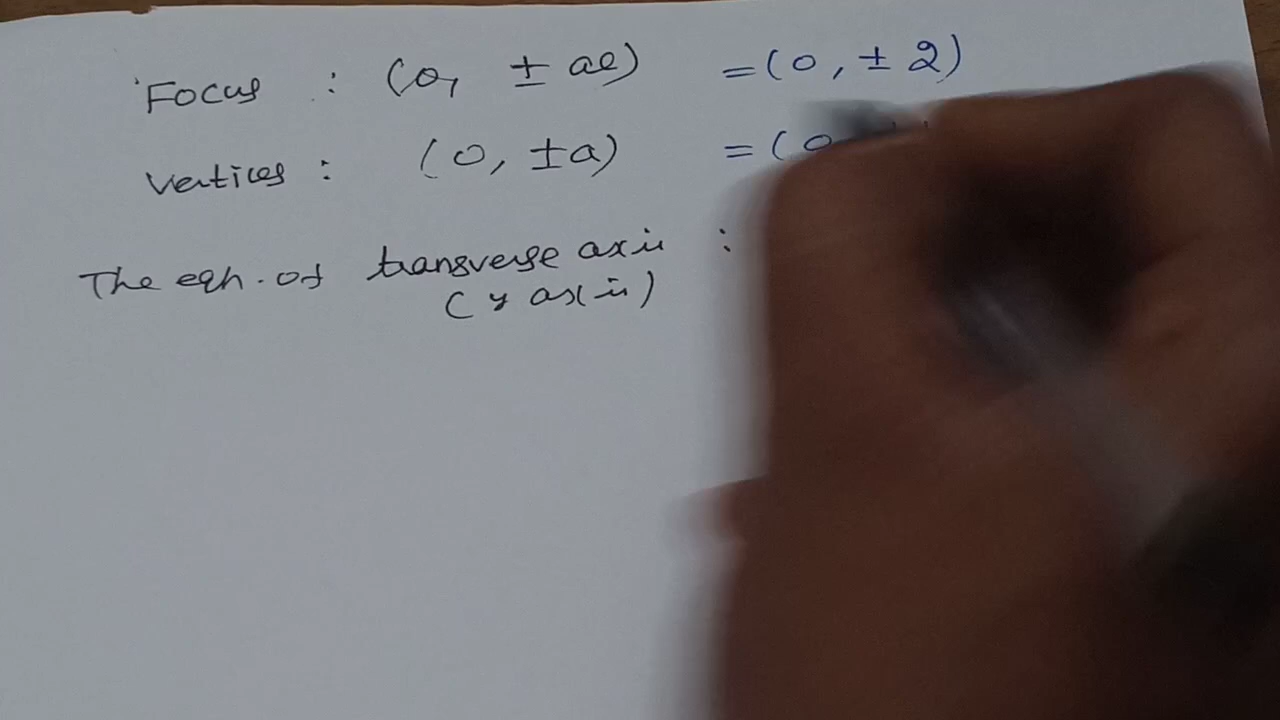 Focus : (0, ± ae) = (0, ± 2)
Vertices : (0, ±a) = (0
The eqn. of transverse axis :
(y axis)